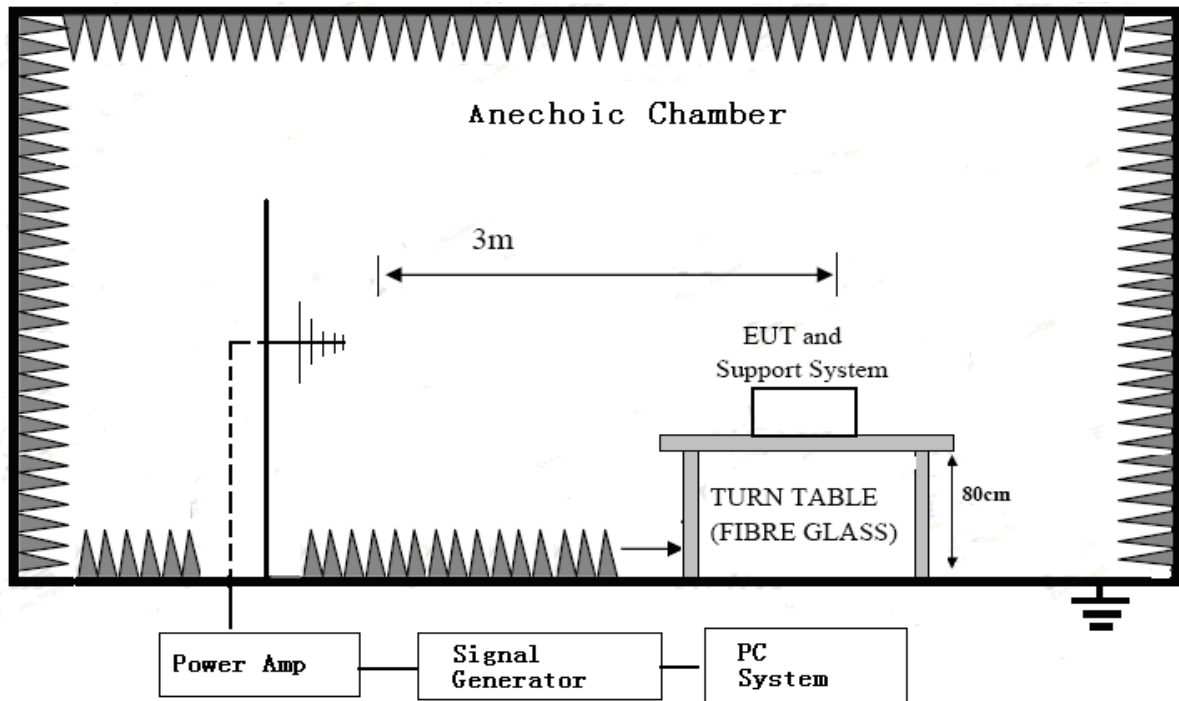 Anechoic Chamber
3m
EUT and
Support System
TURN TABLE
(FIBRE GLASS)
80cm
Power Amp
Signal
Generator
PC
System